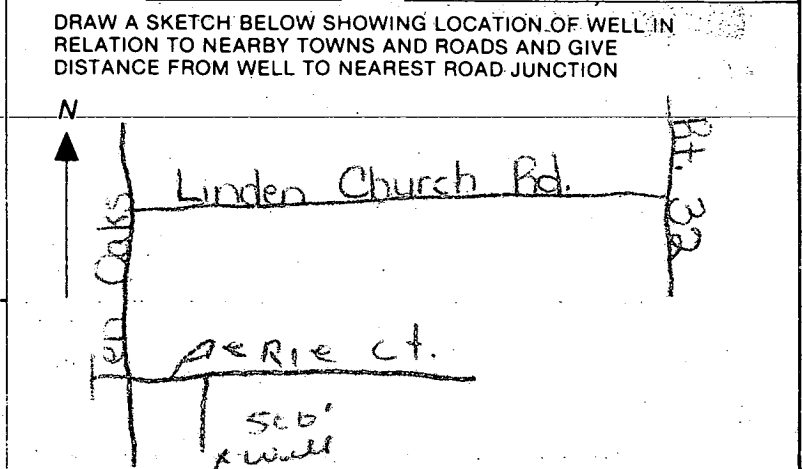 DRAW A SKETCH BELOW SHOWING LOCATION OF WELL IN
RELATION TO NEARBY TOWNS AND ROADS AND GIVE
DISTANCE FROM WELL TO NEAREST ROAD JUNCTION
N
Linden Church Rd.
Rt. 32
Ten Oaks
Aerie ct.
500'
x well